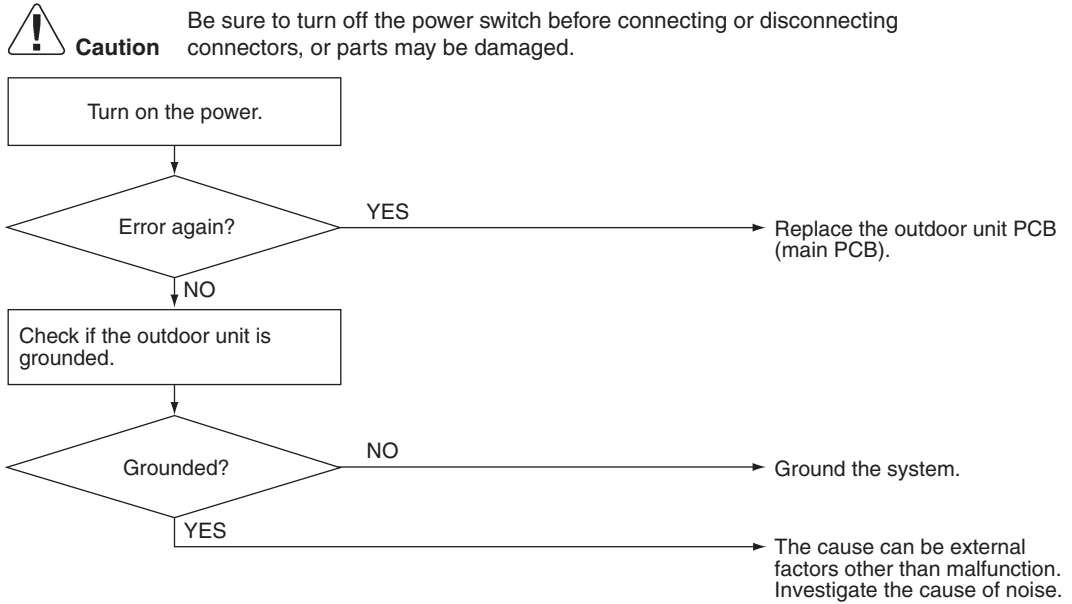 Be sure to turn off the power switch before connecting or disconnecting
Caution connectors, or parts may be damaged.
Turn on the power.
Error again?
YES
Replace the outdoor unit PCB
(main PCB).
NO
Check if the outdoor unit is
grounded.
Grounded?
NO
Ground the system.
YES
The cause can be external
factors other than malfunction.
Investigate the cause of noise.